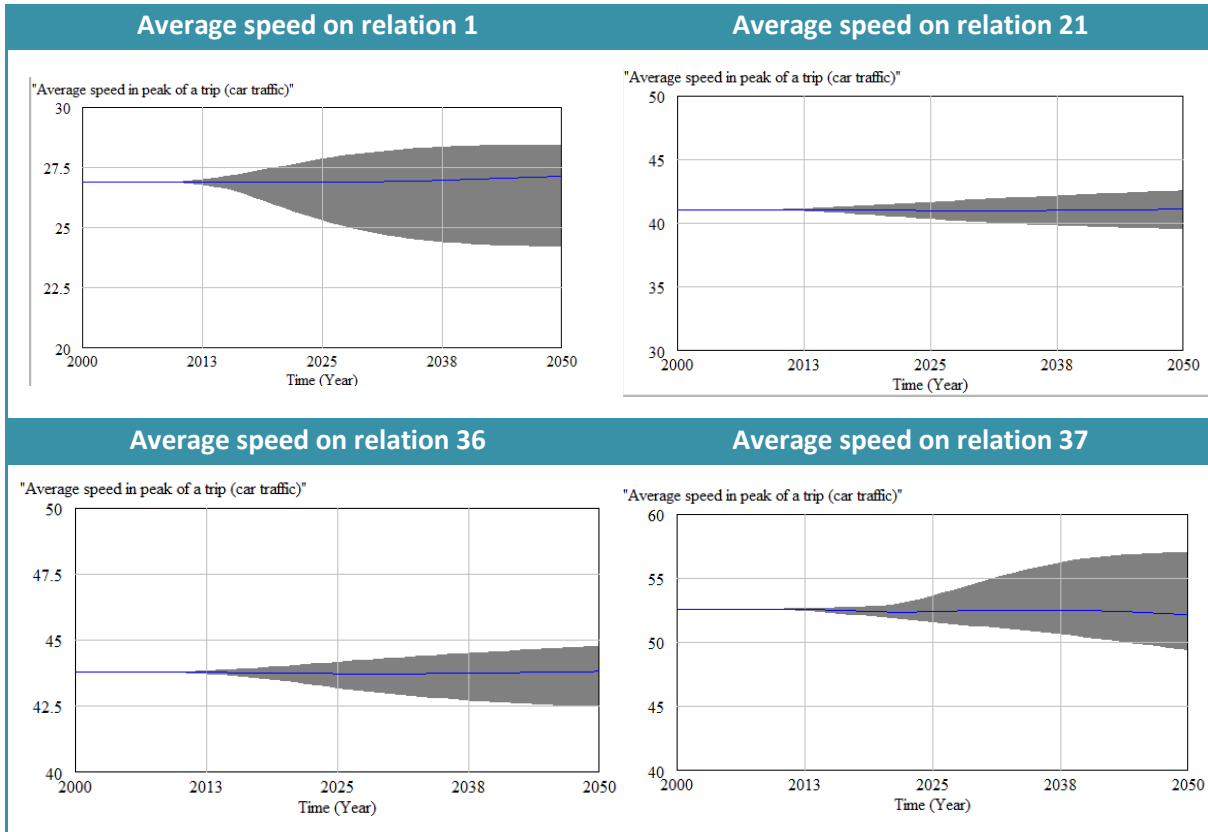 Average speed on relation 1
Average speed on relation 21
"Average speed in peak of a trip (car traffic)"
30
27.5
25
22.5
20
2000 2013 2025 2038 2050
Time (Year)
"Average speed in peak of a trip (car traffic)"
50
45
40
35
30
2000 2013 2025 2038 2050
Time (Year)
Average speed on relation 36
Average speed on relation 37
"Average speed in peak of a trip (car traffic)"
50
47.5
45
42.5
40
2000 2013 2025 2038 2050
Time (Year)
"Average speed in peak of a trip (car traffic)"
60
55
50
45
40
2000 2013 2025 2038 2050
Time (Year)